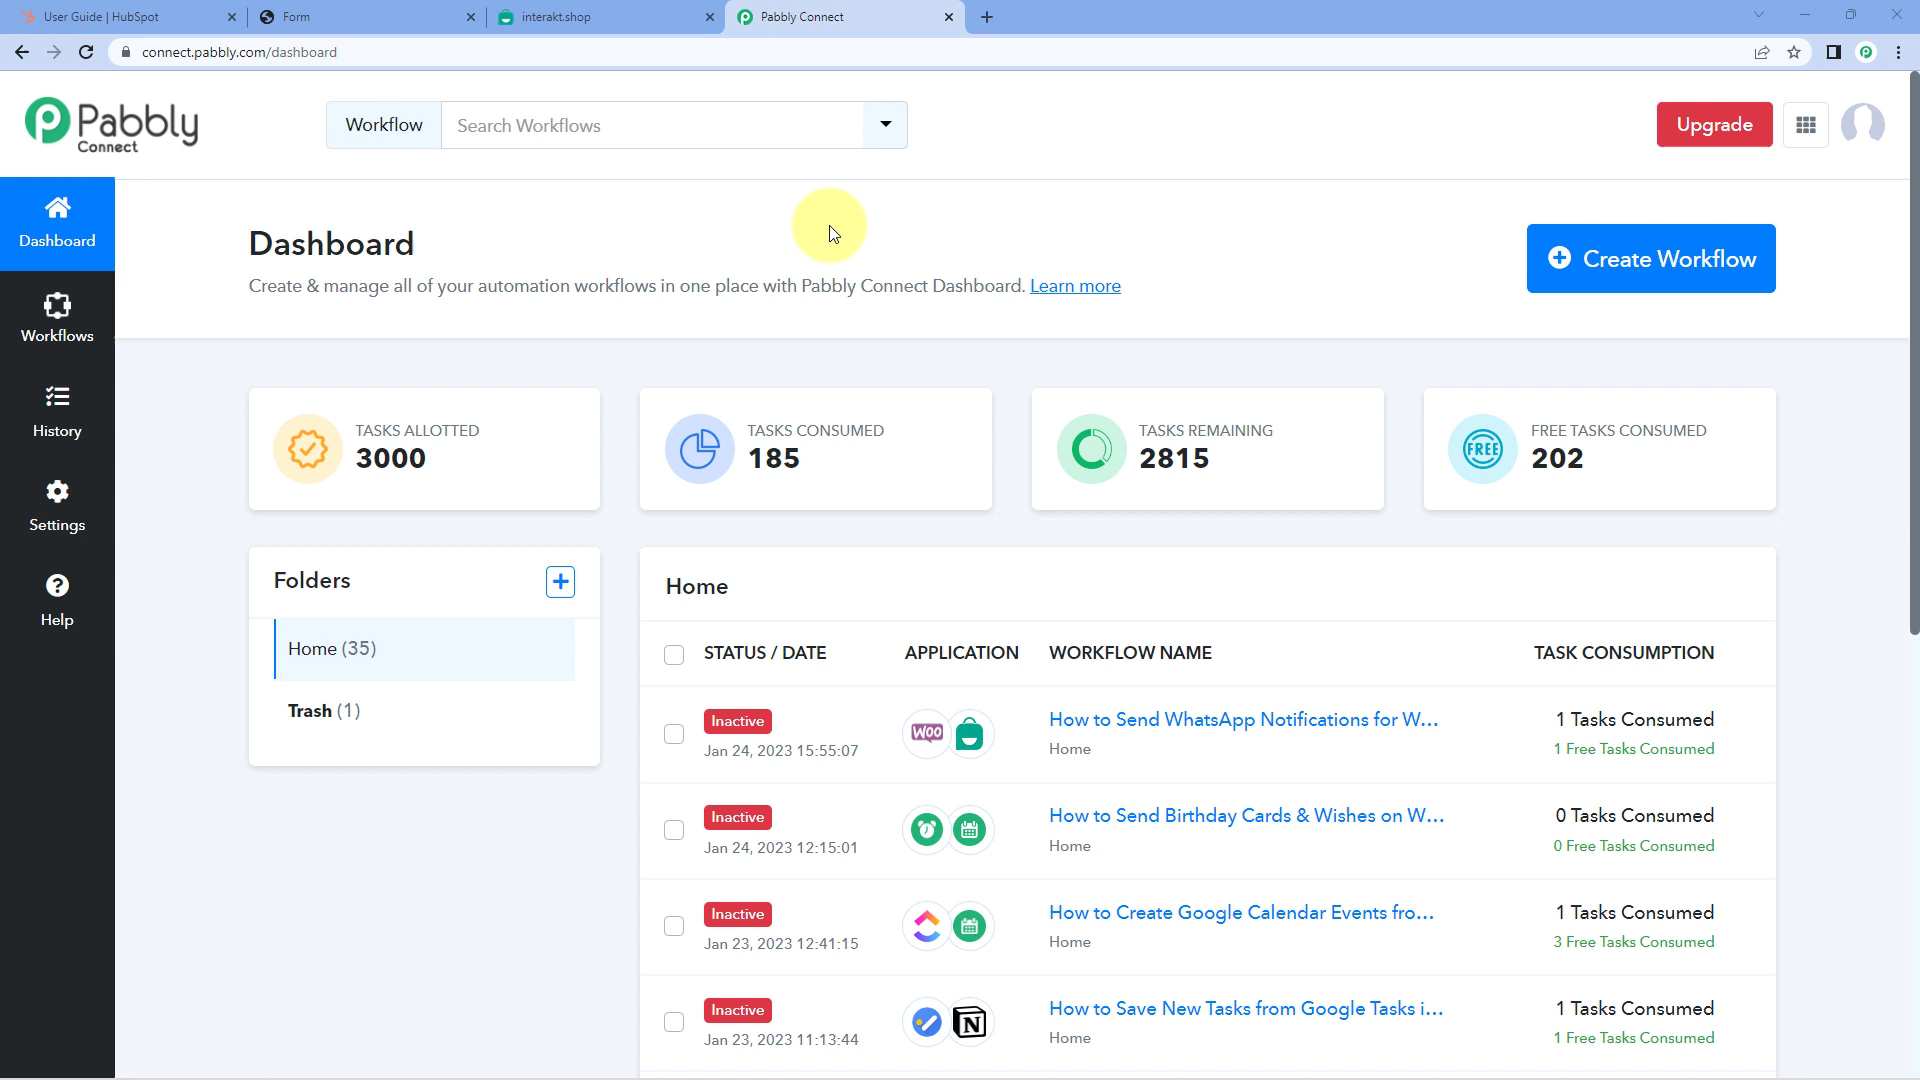 User Guide | HubSpot
Form
interakt.shop
Pabbly Connect
connect.pabbly.com/dashboard
Pabbly
Connect
Workflow
Search Workflows
Upgrade
Dashboard
Workflows
History
Settings
Help
Dashboard
Create & manage all of your automation workflows in one place with Pabbly Connect Dashboard. Learn more
Create Workflow
TASKS ALLOTTED
3000
TASKS CONSUMED
185
TASKS REMAINING
2815
FREE
FREE TASKS CONSUMED
202
Folders
Home (35)
Trash (1)
Home
STATUS / DATE
APPLICATION
WORKFLOW NAME
TASK CONSUMPTION
Inactive
Jan 24, 2023 15:55:07
WOO
How to Send WhatsApp Notifications for W...
Home
1 Tasks Consumed
1 Free Tasks Consumed
Inactive
Jan 24, 2023 12:15:01
How to Send Birthday Cards & Wishes on W...
Home
0 Tasks Consumed
0 Free Tasks Consumed
Inactive
Jan 23, 2023 12:41:15
How to Create Google Calendar Events fro...
Home
1 Tasks Consumed
3 Free Tasks Consumed
Inactive
Jan 23, 2023 11:13:44
N
How to Save New Tasks from Google Tasks i...
Home
1 Tasks Consumed
1 Free Tasks Consumed